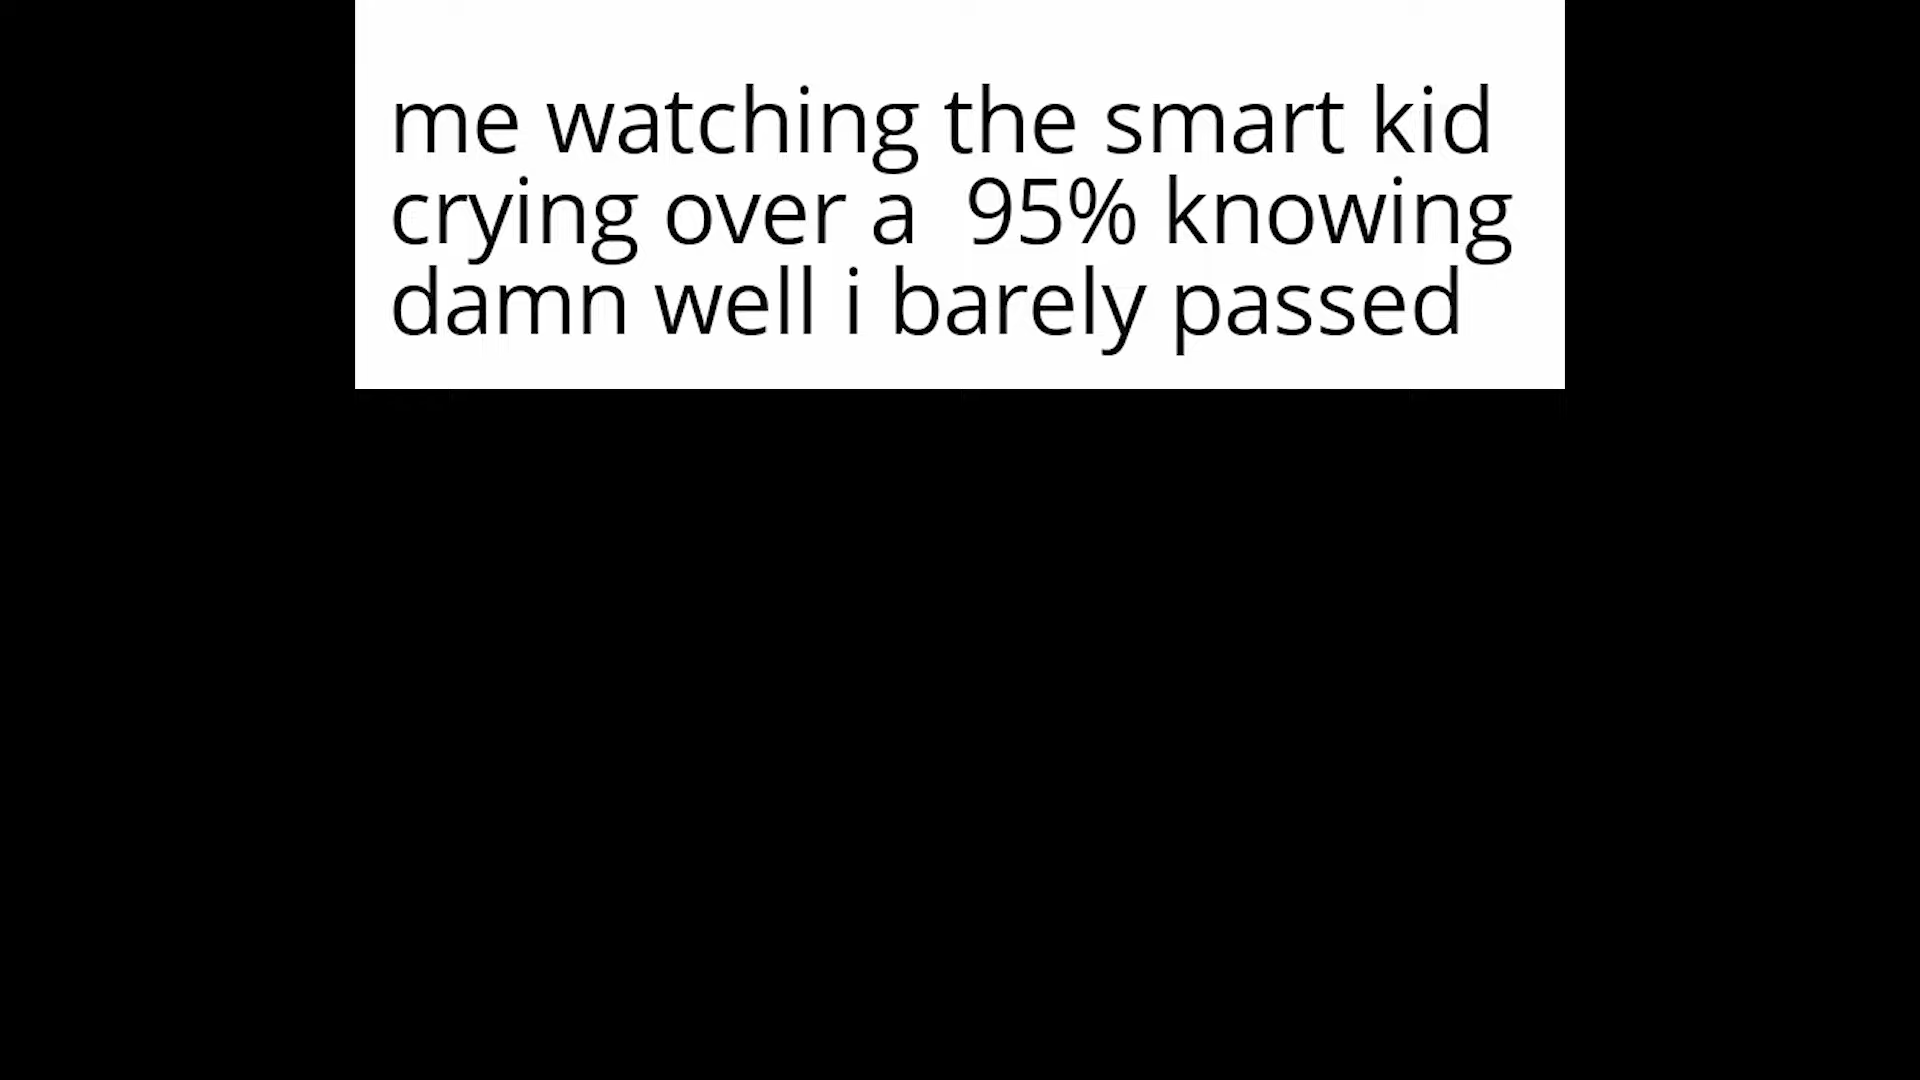 me watching the smart kid
crying over a  95% knowing
damn well i barely passed